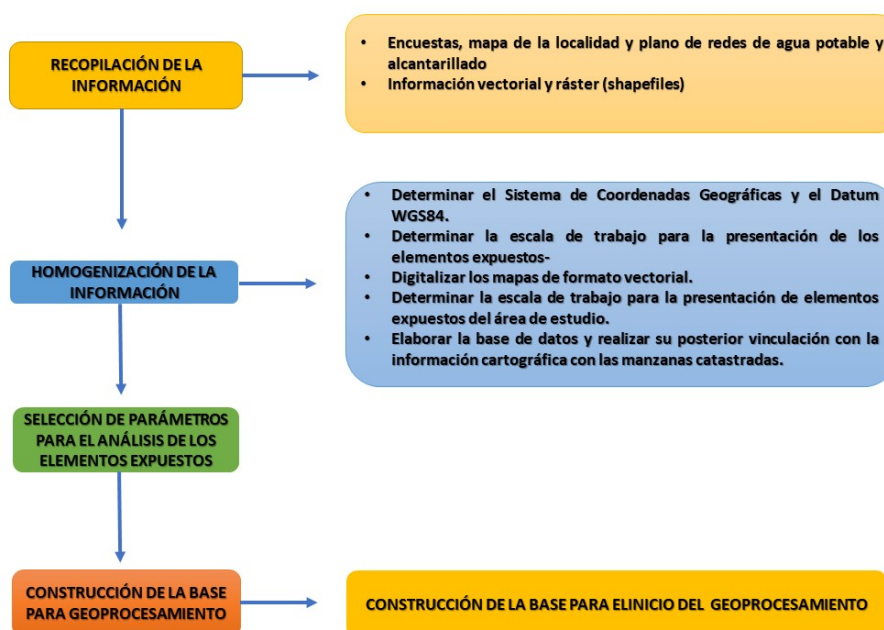 RECOPILACIÓN DE LA
INFORMACIÓN
• Encuestas, mapa de la localidad y plano de redes de agua potable y
alcantarillado
• Información vectorial y ráster (shapefiles)
HOMOGENIZACIÓN DE LA
INFORMACIÓN
• Determinar el Sistema de Coordenadas Geográficas y el Datum
WGS84.
• Determinar la escala de trabajo para la presentación de los
elementos expuestos-
• Digitalizar los mapas de formato vectorial.
• Determinar la escala de trabajo para la presentación de elementos
expuestos del área de estudio.
• Elaborar la base de datos y realizar su posterior vinculación con la
información cartográfica con las manzanas catastradas.
SELECCIÓN DE PARÁMETROS
PARA EL ANÁLISIS DE LOS
ELEMENTOS EXPUESTOS
CONSTRUCCIÓN DE LA BASE
PARA GEOPROCESAMIENTO
CONSTRUCCIÓN DE LA BASE PARA ELINICIO DEL GEOPROCESAMIENTO